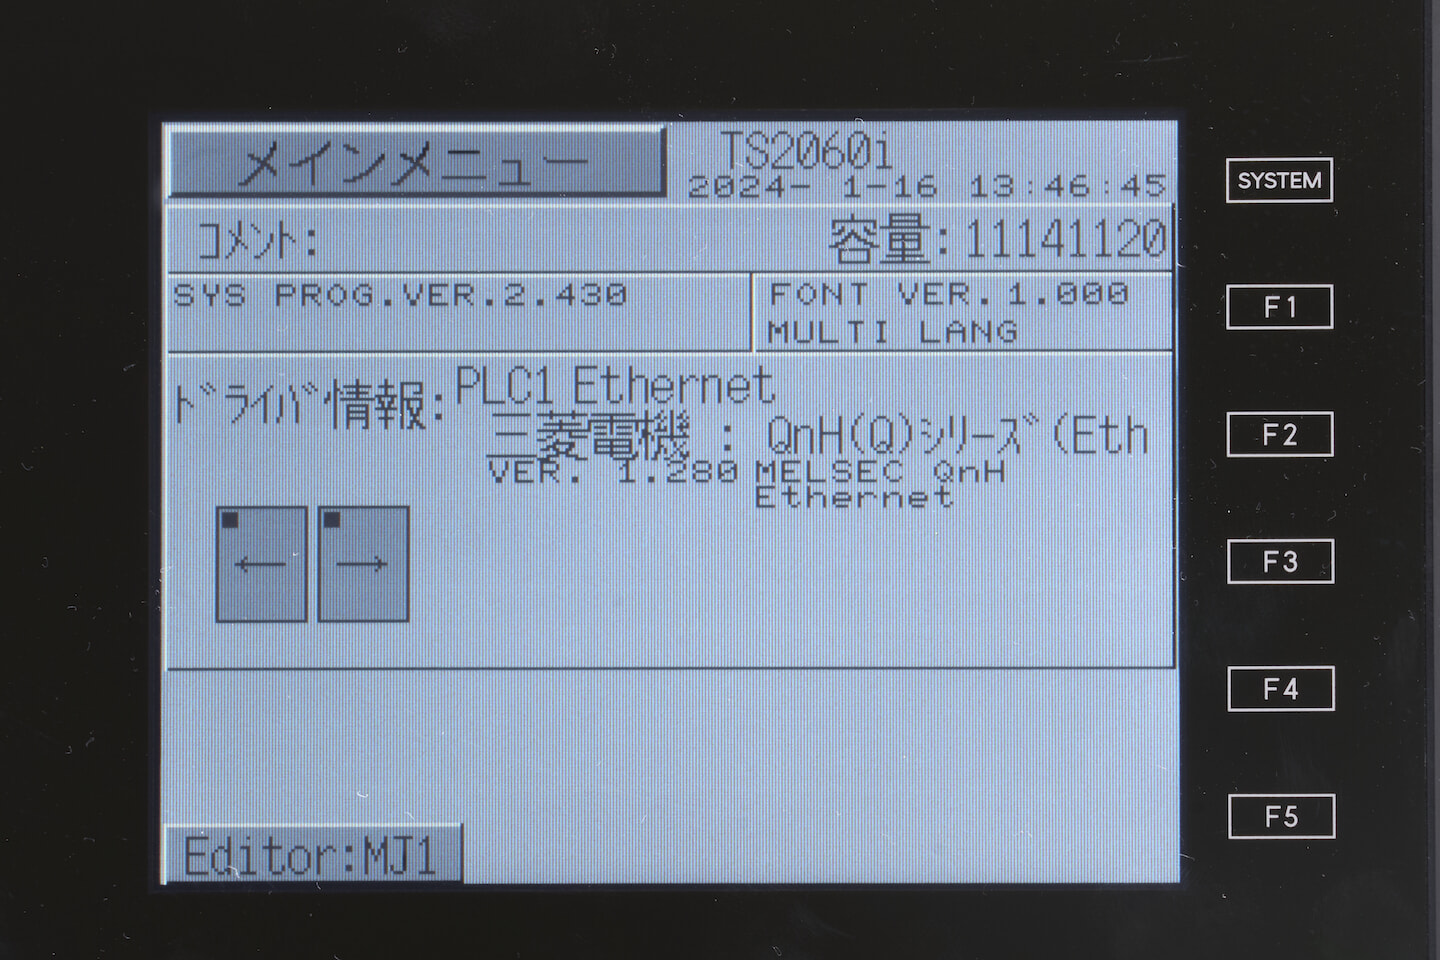 メインメニュー
TS2060i
2024- 1-16 13:46:45
SYSTEM
コメント:
容量:11141120
SYS PROG.VER.2.430
FONT VER.1.000
MULTI LANG
F1
ドライバ情報:
PLC1 Ethernet
三菱電機 : QnH(Q)シリーズ(Eth
VER. 1.280 MELSEC QnH
Ethernet
F2
←
→
F3
F4
F5
Editor:MJ1